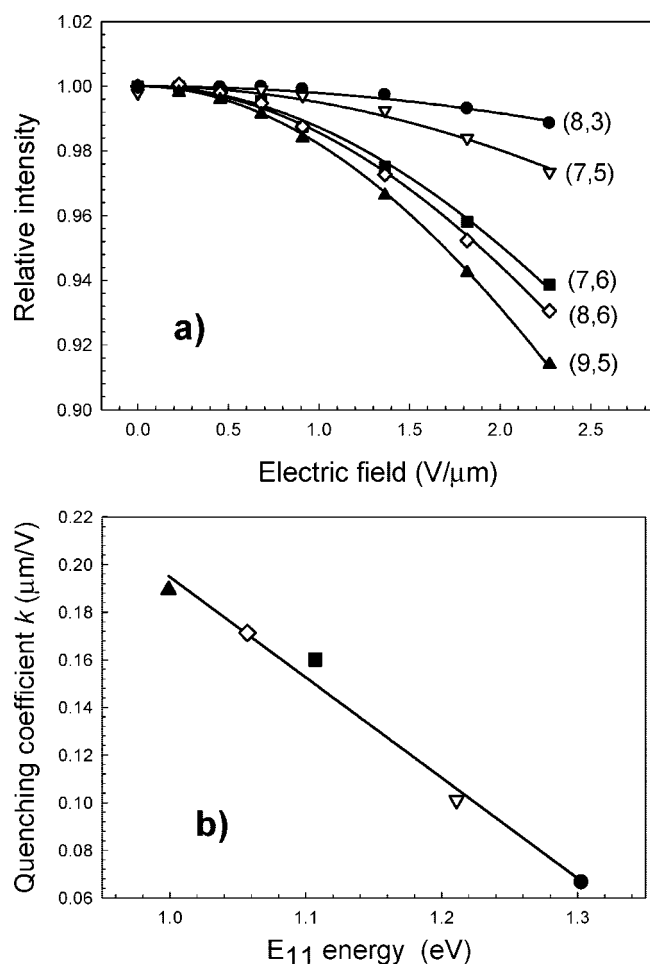 1.02
1.00
0.98
0.96
0.94
0.92
0.90
Relative intensity
a)
(8,3)
(7,5)
(7,6)
(8,6)
(9,5)
0.0 0.5 1.0 1.5 2.0 2.5
Electric field (V/μm)
0.22
0.20
0.18
0.16
0.14
0.12
0.10
0.08
0.06
Quenching coefficient k (μm/V)
b)
1.0 1.1 1.2 1.3
E11 energy (eV)